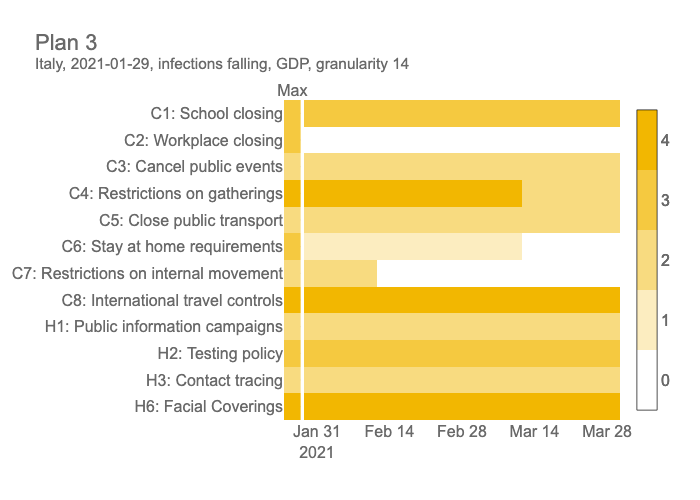 Plan 3
Italy, 2021-01-29, infections falling, GDP, granularity 14
Max
C1: School closing
C2: Workplace closing
C3: Cancel public events
C4: Restrictions on gatherings
C5: Close public transport
C6: Stay at home requirements
C7: Restrictions on internal movement
C8: International travel controls
H1: Public information campaigns
H2: Testing policy
H3: Contact tracing
H6: Facial Coverings
Jan 31 Feb 14 Feb 28 Mar 14 Mar 28
2021
4
3
2
1
0